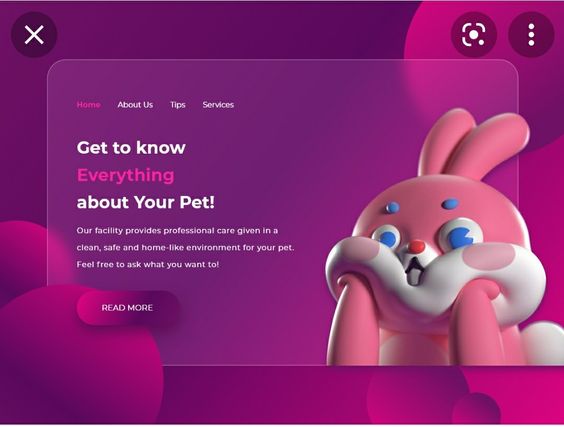 Home About Us Tips Services
Get to know
Everything
about Your Pet!
Our facility provides professional care given in a
clean, safe and home-like environment for your pet.
Feel free to ask what you want to!
READ MORE